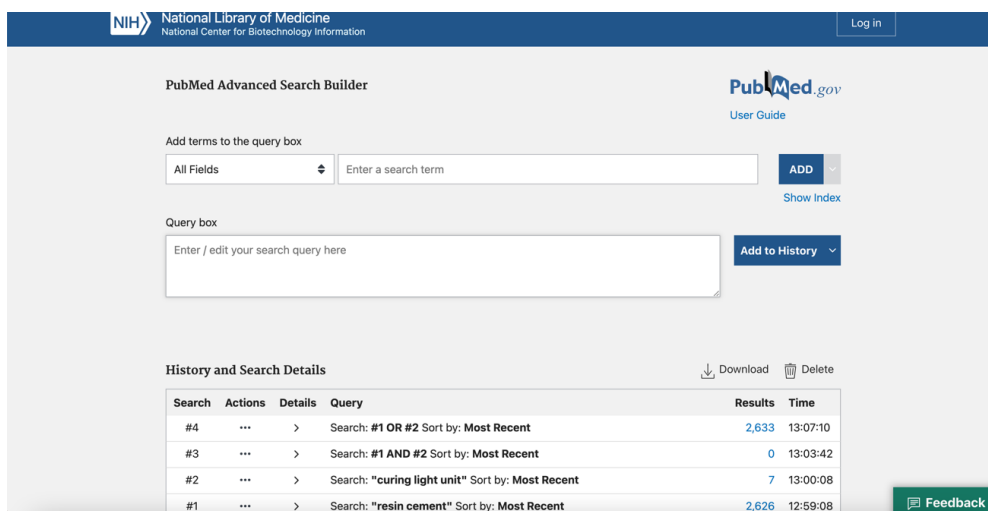 NIH National Library of Medicine
National Center for Biotechnology Information
Log in
PubMed Advanced Search Builder
PubMed.gov
User Guide
Add terms to the query box
All Fields Enter a search term ADD
Show Index
Query box
Enter / edit your search query here Add to History
History and Search Details Download Delete
Search Actions Details Query Results Time
#4 ••• > Search: #1 OR #2 Sort by: Most Recent 2,633 13:07:10
#3 ••• > Search: #1 AND #2 Sort by: Most Recent 0 13:03:42
#2 ••• > Search: "curing light unit" Sort by: Most Recent 7 13:00:08
#1 ••• > Search: "resin cement" Sort by: Most Recent 2,626 12:59:08
Feedback